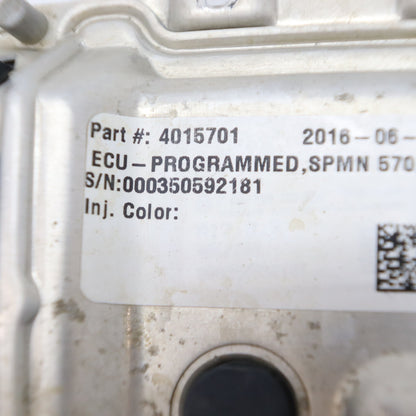 Part #: 4015701 2016-06-
ECU-PROGRAMMED,SPMN 570
S/N:000350592181
Inj. Color: